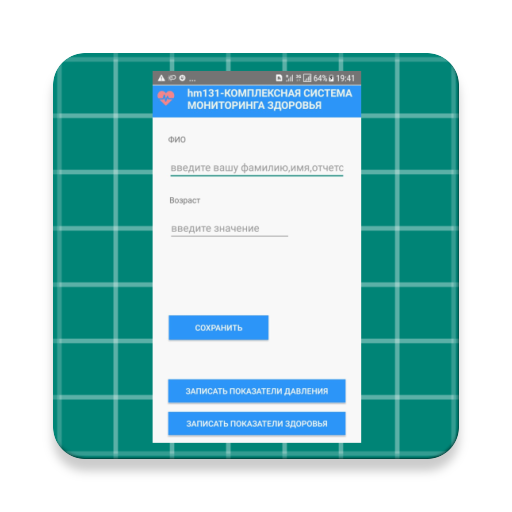 ... 64% 19:41
hm131-КОМПЛЕКСНАЯ СИСТЕМА
МОНИТОРИНГА ЗДОРОВЬЯ
ФИО
введите вашу фамилию,имя,отчетс
Возраст
введите значение
СОХРАНИТЬ
ЗАПИСАТЬ ПОКАЗАТЕЛИ ДАВЛЕНИЯ
ЗАПИСАТЬ ПОКАЗАТЕЛИ ЗДОРОВЬЯ